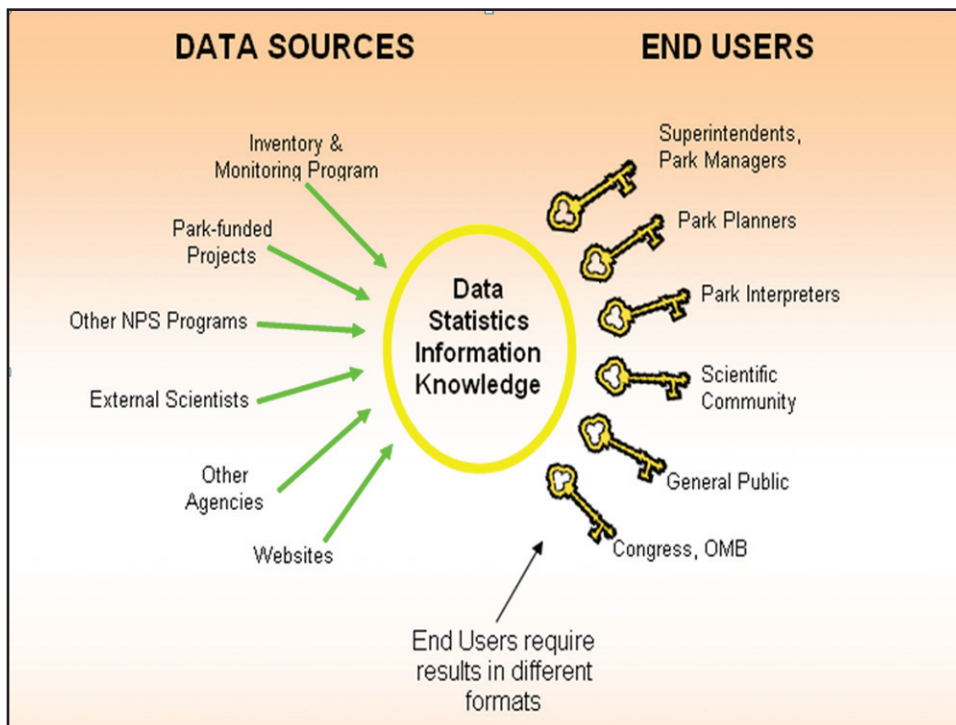 DATA SOURCES
END USERS
Inventory &
Monitoring Program
Park-funded
Projects
Other NPS Programs
External Scientists
Other
Agencies
Websites
Data
Statistics
Information
Knowledge
Superintendents,
Park Managers
Park Planners
Park Interpreters
Scientific
Community
General Public
Congress, OMB
End Users require
results in different
formats